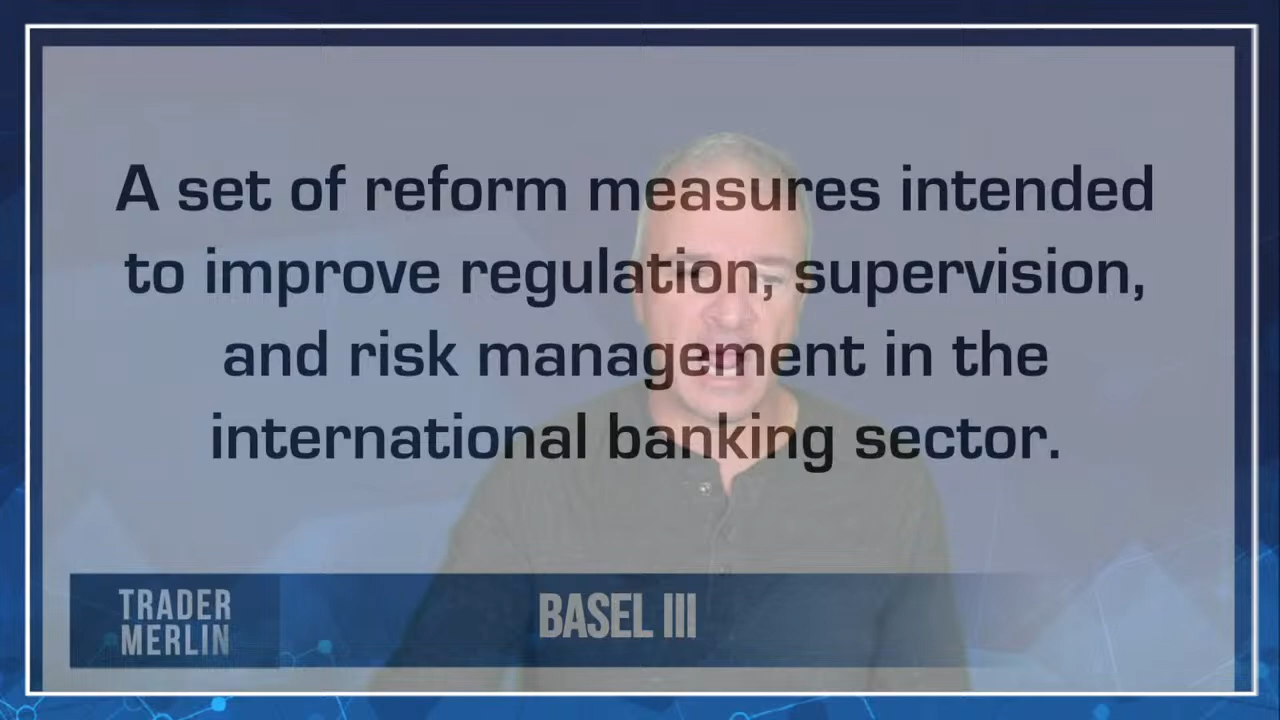 A set of reform measures intended
to improve regulation, supervision,
and risk management in the
international banking sector.
TRADER
MERLIN
BASEL III